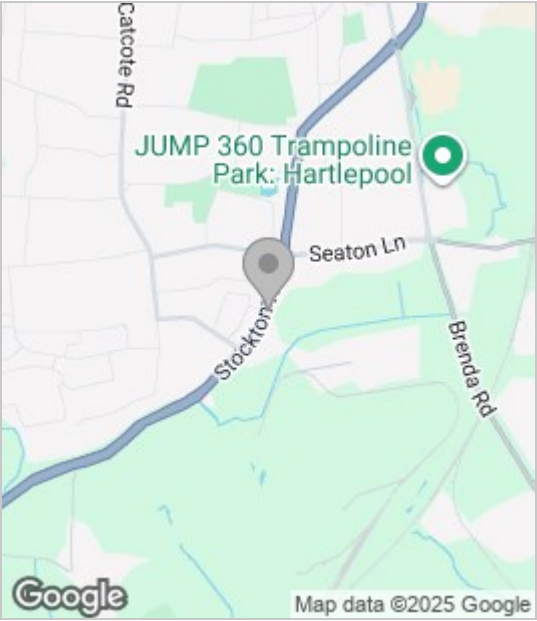 Catcote Rd
JUMP 360 Trampoline
Park: Hartlepool
Seaton Ln
Stockton
Brenda Rd
Google
Map data ©2025 Google